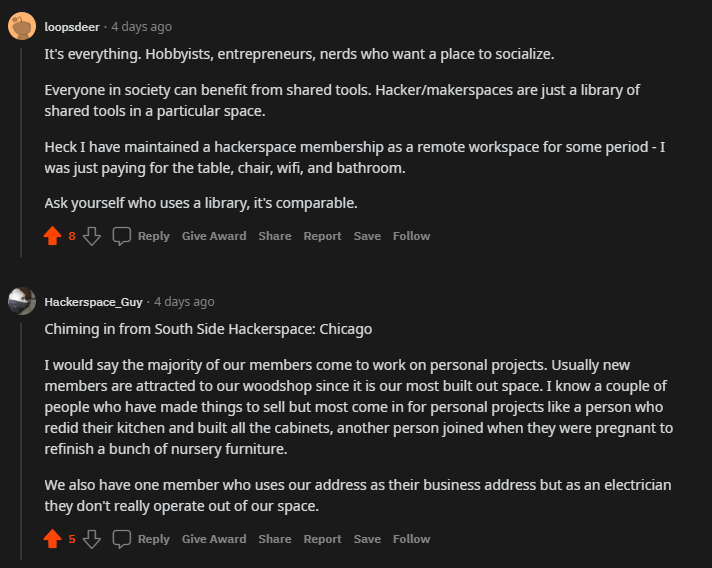 loopsdeer · 4 days ago
It's everything. Hobbyists, entrepreneurs, nerds who want a place to socialize.
Everyone in society can benefit from shared tools. Hacker/makerspaces are just a library of
shared tools in a particular space.
Heck I have maintained a hackerspace membership as a remote workspace for some period - I
was just paying for the table, chair, wifi, and bathroom.
Ask yourself who uses a library, it's comparable.
8 Reply Give Award Share Report Save Follow
Hackerspace_Guy · 4 days ago
Chiming in from South Side Hackerspace: Chicago
I would say the majority of our members come to work on personal projects. Usually new
members are attracted to our woodshop since it is our most built out space. I know a couple of
people who have made things to sell but most come in for personal projects like a person who
redid their kitchen and built all the cabinets, another person joined when they were pregnant to
refinish a bunch of nursery furniture.
We also have one member who uses our address as their business address but as an electrician
they don't really operate out of our space.
5 Reply Give Award Share Report Save Follow